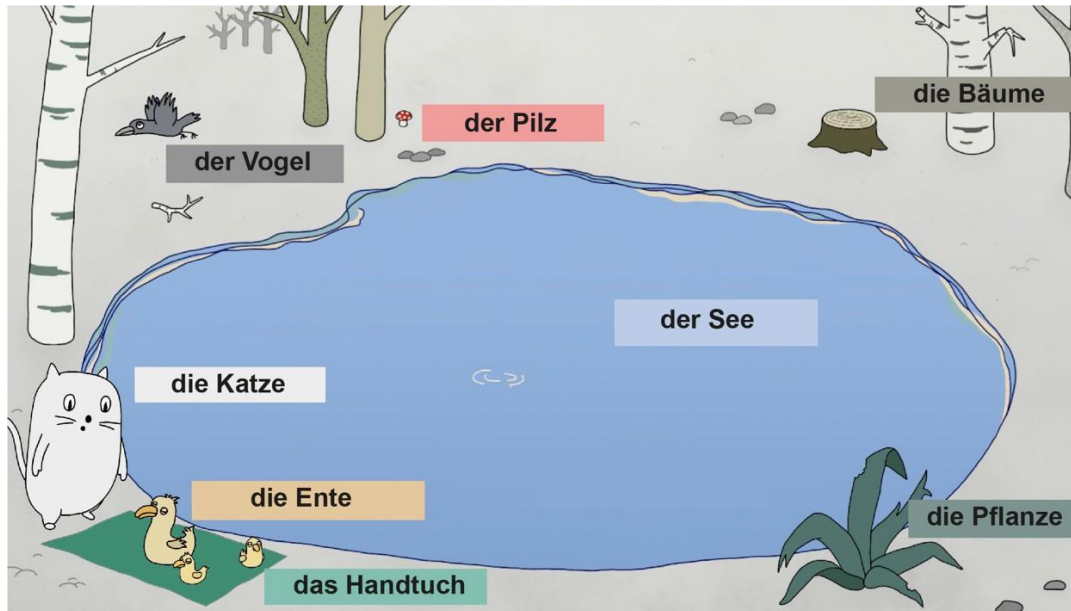 die Bäume
der Pilz
der Vogel
der See
die Katze
die Ente
die Pflanze
das Handtuch